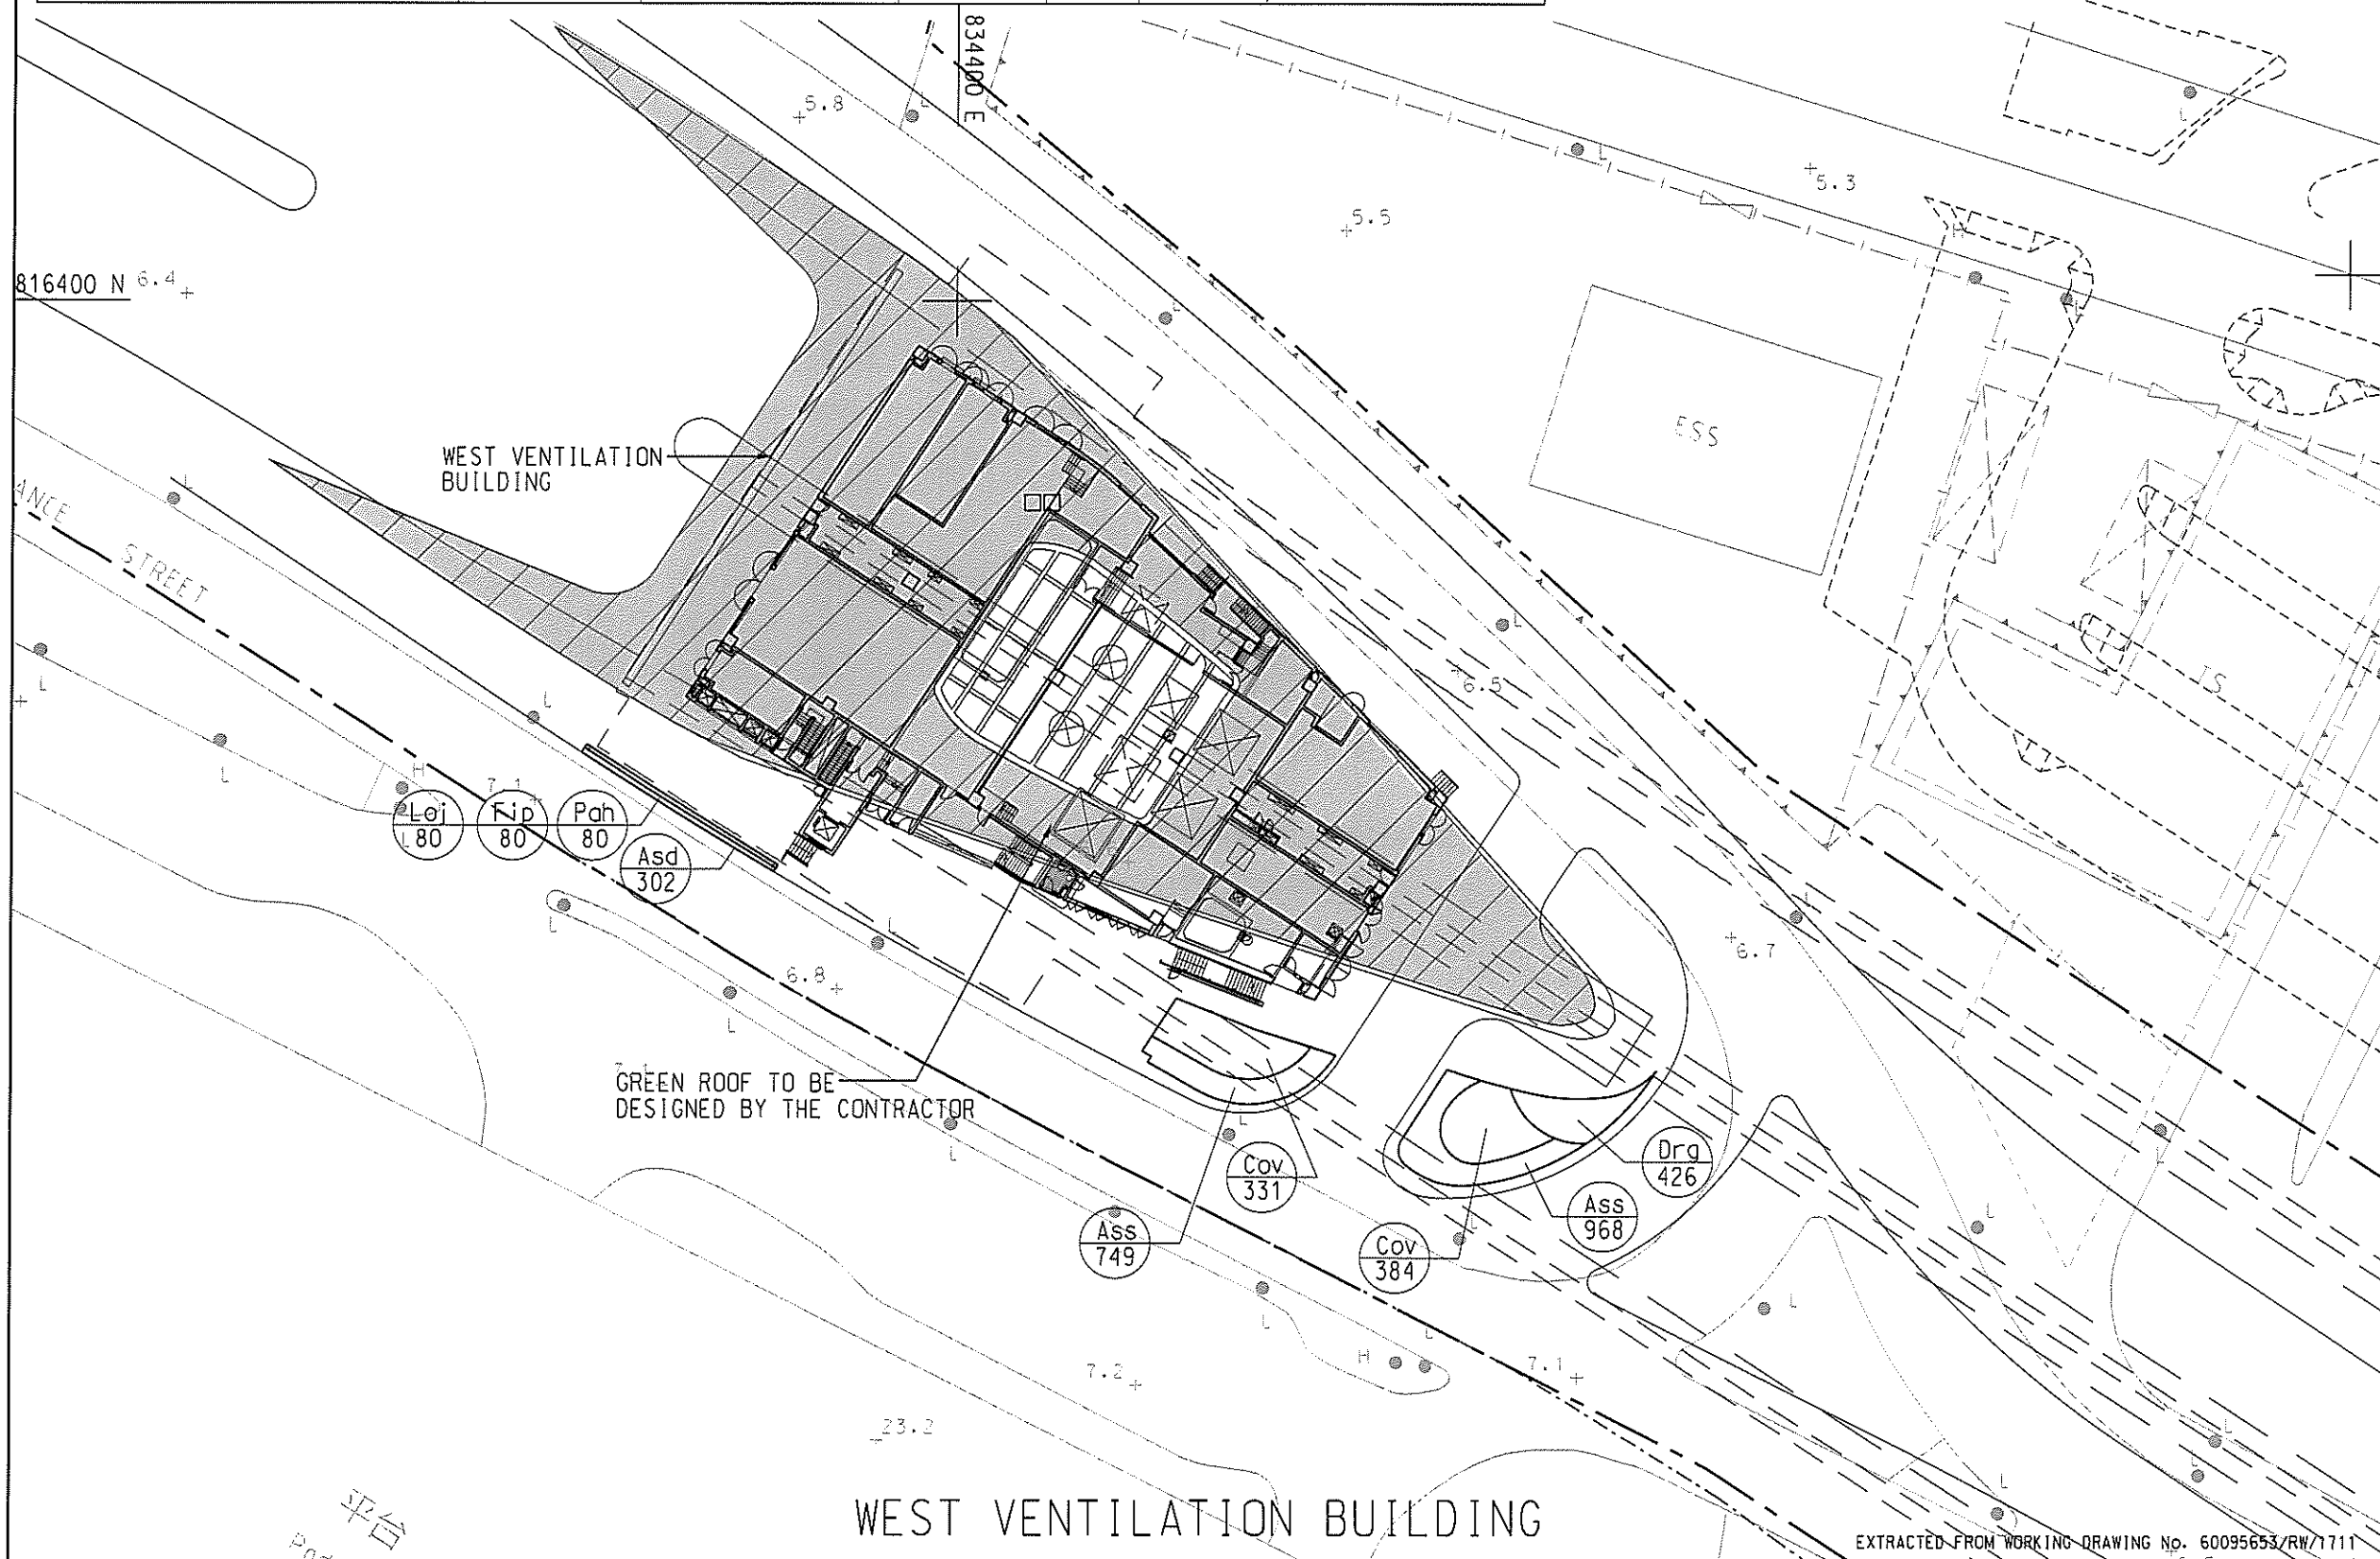 834400 E
5.8
L
L
L
5.3
5.5
H
816400 N 6.4
L
L
WEST VENTILATION
BUILDING
ESS
L
ANCE STREET
L
6.5
TS
L
L
L
H
7.1
Loj
80
Fip
80
Pah
80
L
Asd
302
L
L
L
6.7
6.8
L
GREEN ROOF TO BE
DESIGNED BY THE CONTRACTOR
L
L
L
Cov
331
Drg
426
Ass
968
Ass
749
Cov
384
L
L
L
L
L
L
H
7.2
7.1
23.2
L
L
L
平台
WEST VENTILATION BUILDING
EXTRACTED FROM WORKING DRAWING No. 60095653/RW/1711